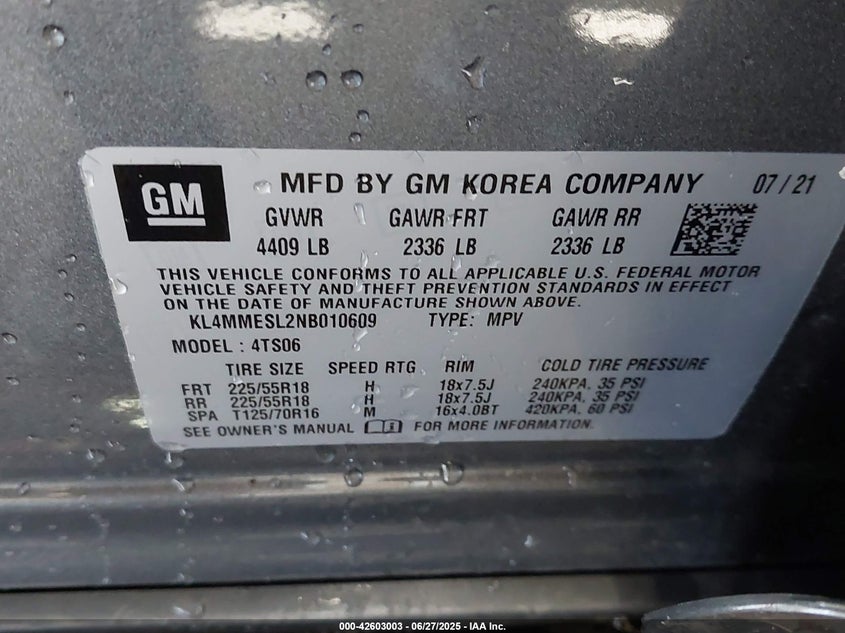 GM MFD BY GM KOREA COMPANY 07/21
GVWR GAWR FRT GAWR RR
4409 LB 2336 LB 2336 LB
THIS VEHICLE CONFORMS TO ALL APPLICABLE U.S. FEDERAL MOTOR
VEHICLE SAFETY AND THEFT PREVENTION STANDARDS IN EFFECT
ON THE DATE OF MANUFACTURE SHOWN ABOVE.
KL4MMESL2NB010609 TYPE: MPV
MODEL : 4TS06
TIRE SIZE SPEED RTG RIM COLD TIRE PRESSURE
FRT 225/55R18 H 18x7.5J 240KPA, 35 PSI
RR 225/55R18 H 18x7.5J 240KPA, 35 PSI
SPA T125/70R16 M 16x4.0BT 420KPA, 60 PSI
SEE OWNER'S MANUAL FOR MORE INFORMATION.
000-42603003 / 06/27/2025 - IAA Inc.